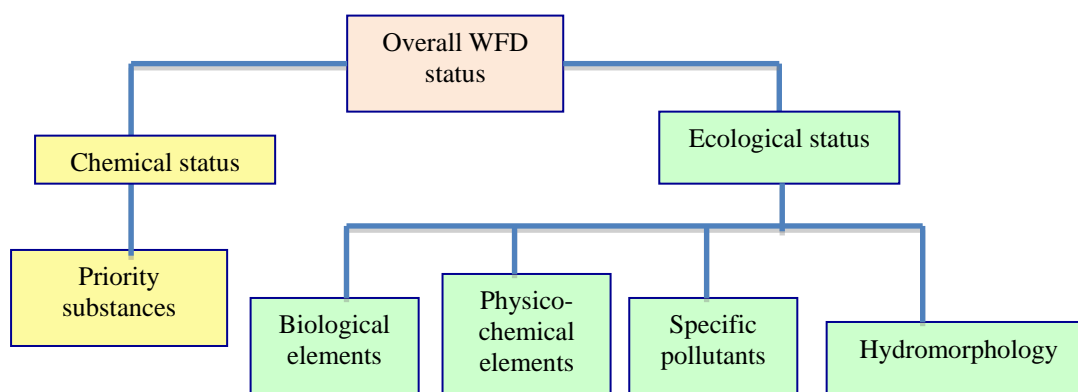 Overall WFD
status
Chemical status
Ecological status
Priority
substances
Biological
elements
Physico-
chemical
elements
Specific
pollutants
Hydromorphology